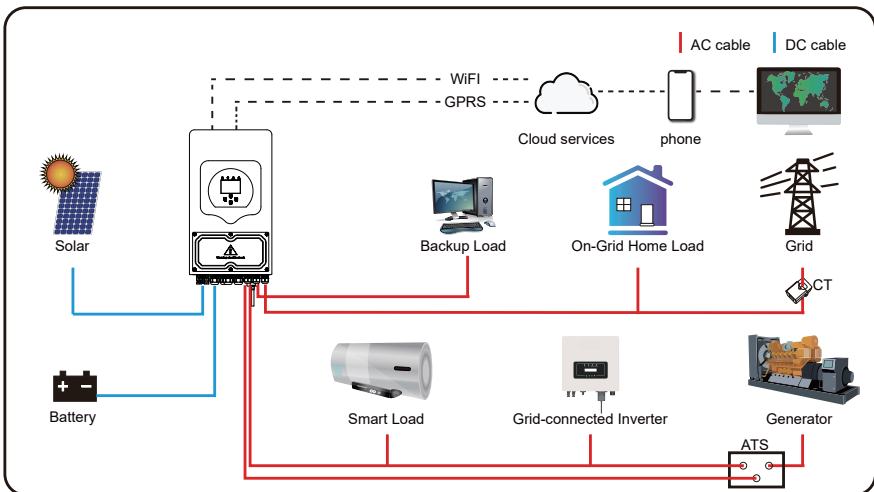 AC cable
DC cable
WiFI
GPRS
Cloud services
phone
Solar
Backup Load
On-Grid Home Load
Grid
CT
Battery
Smart Load
Grid-connected Inverter
Generator
ATS